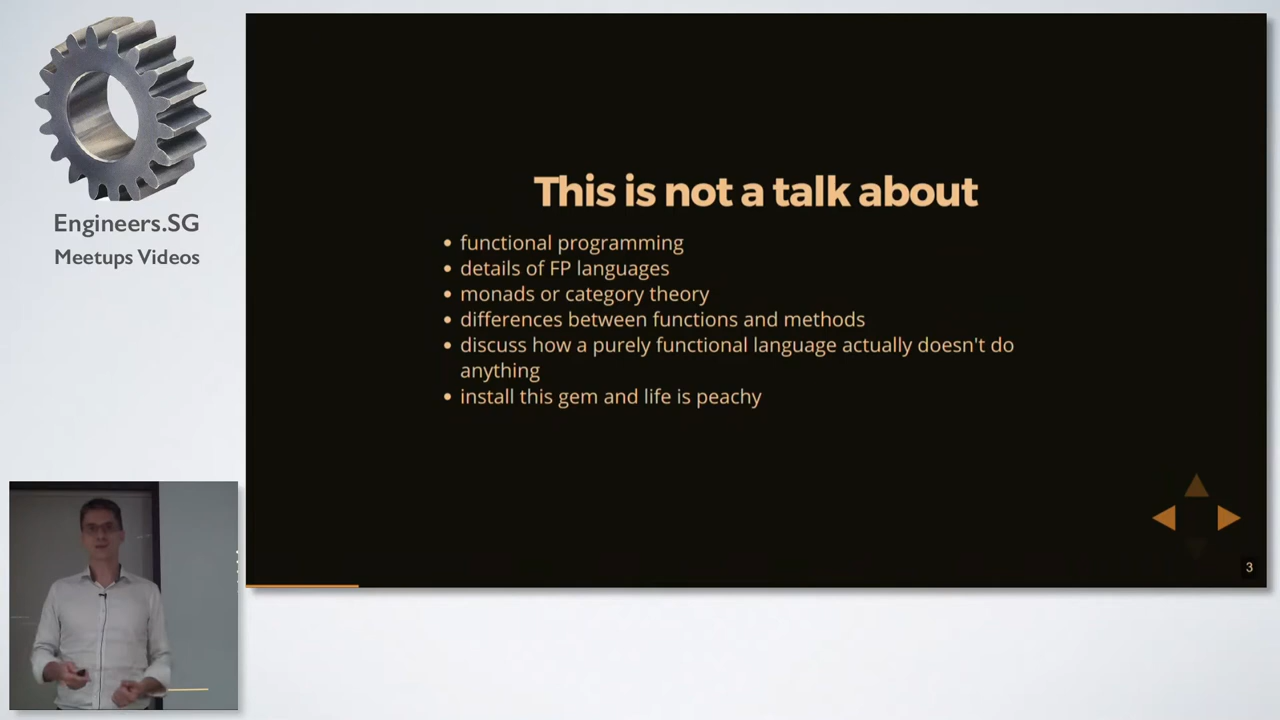 Engineers.SG
Meetups Videos
This is not a talk about
functional programming
details of FP languages
monads or category theory
differences between functions and methods
discuss how a purely functional language actually doesn't do
anything
install this gem and life is peachy
3